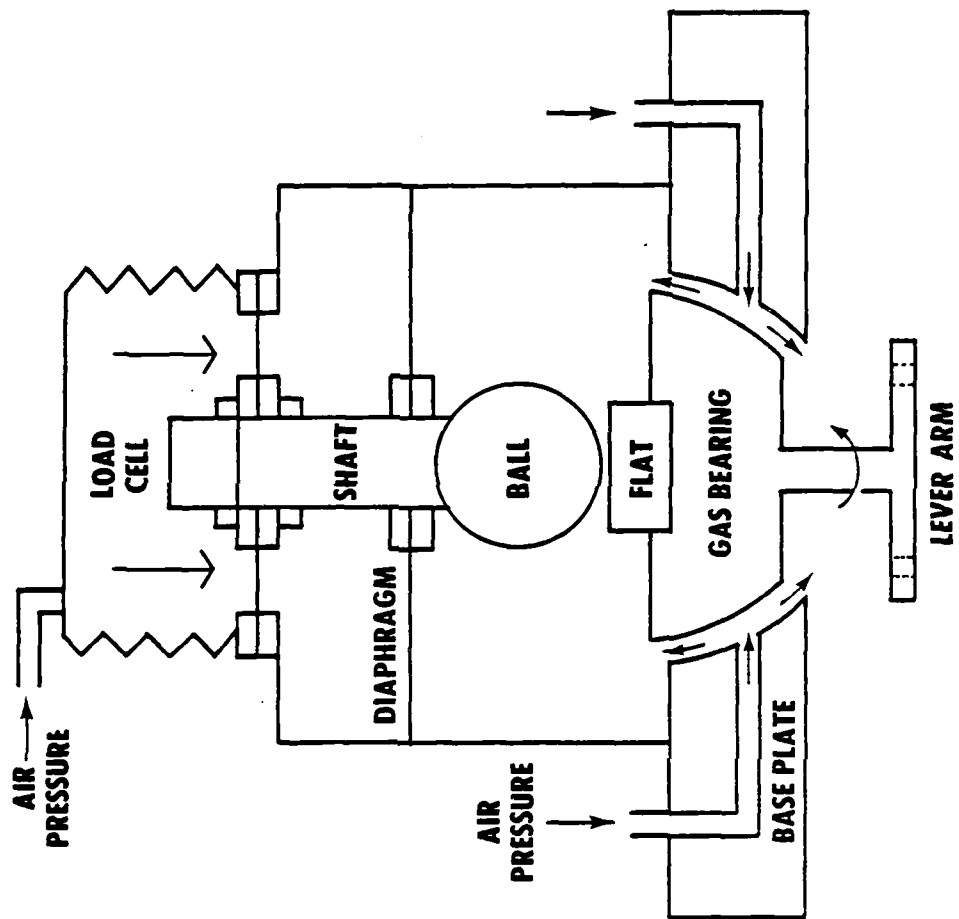 AIR
PRESSURE
LOAD
CELL
SHAFT
DIAPHRAGM
BALL
FLAT
AIR
PRESSURE
GAS BEARING
BASE PLATE
LEVER ARM